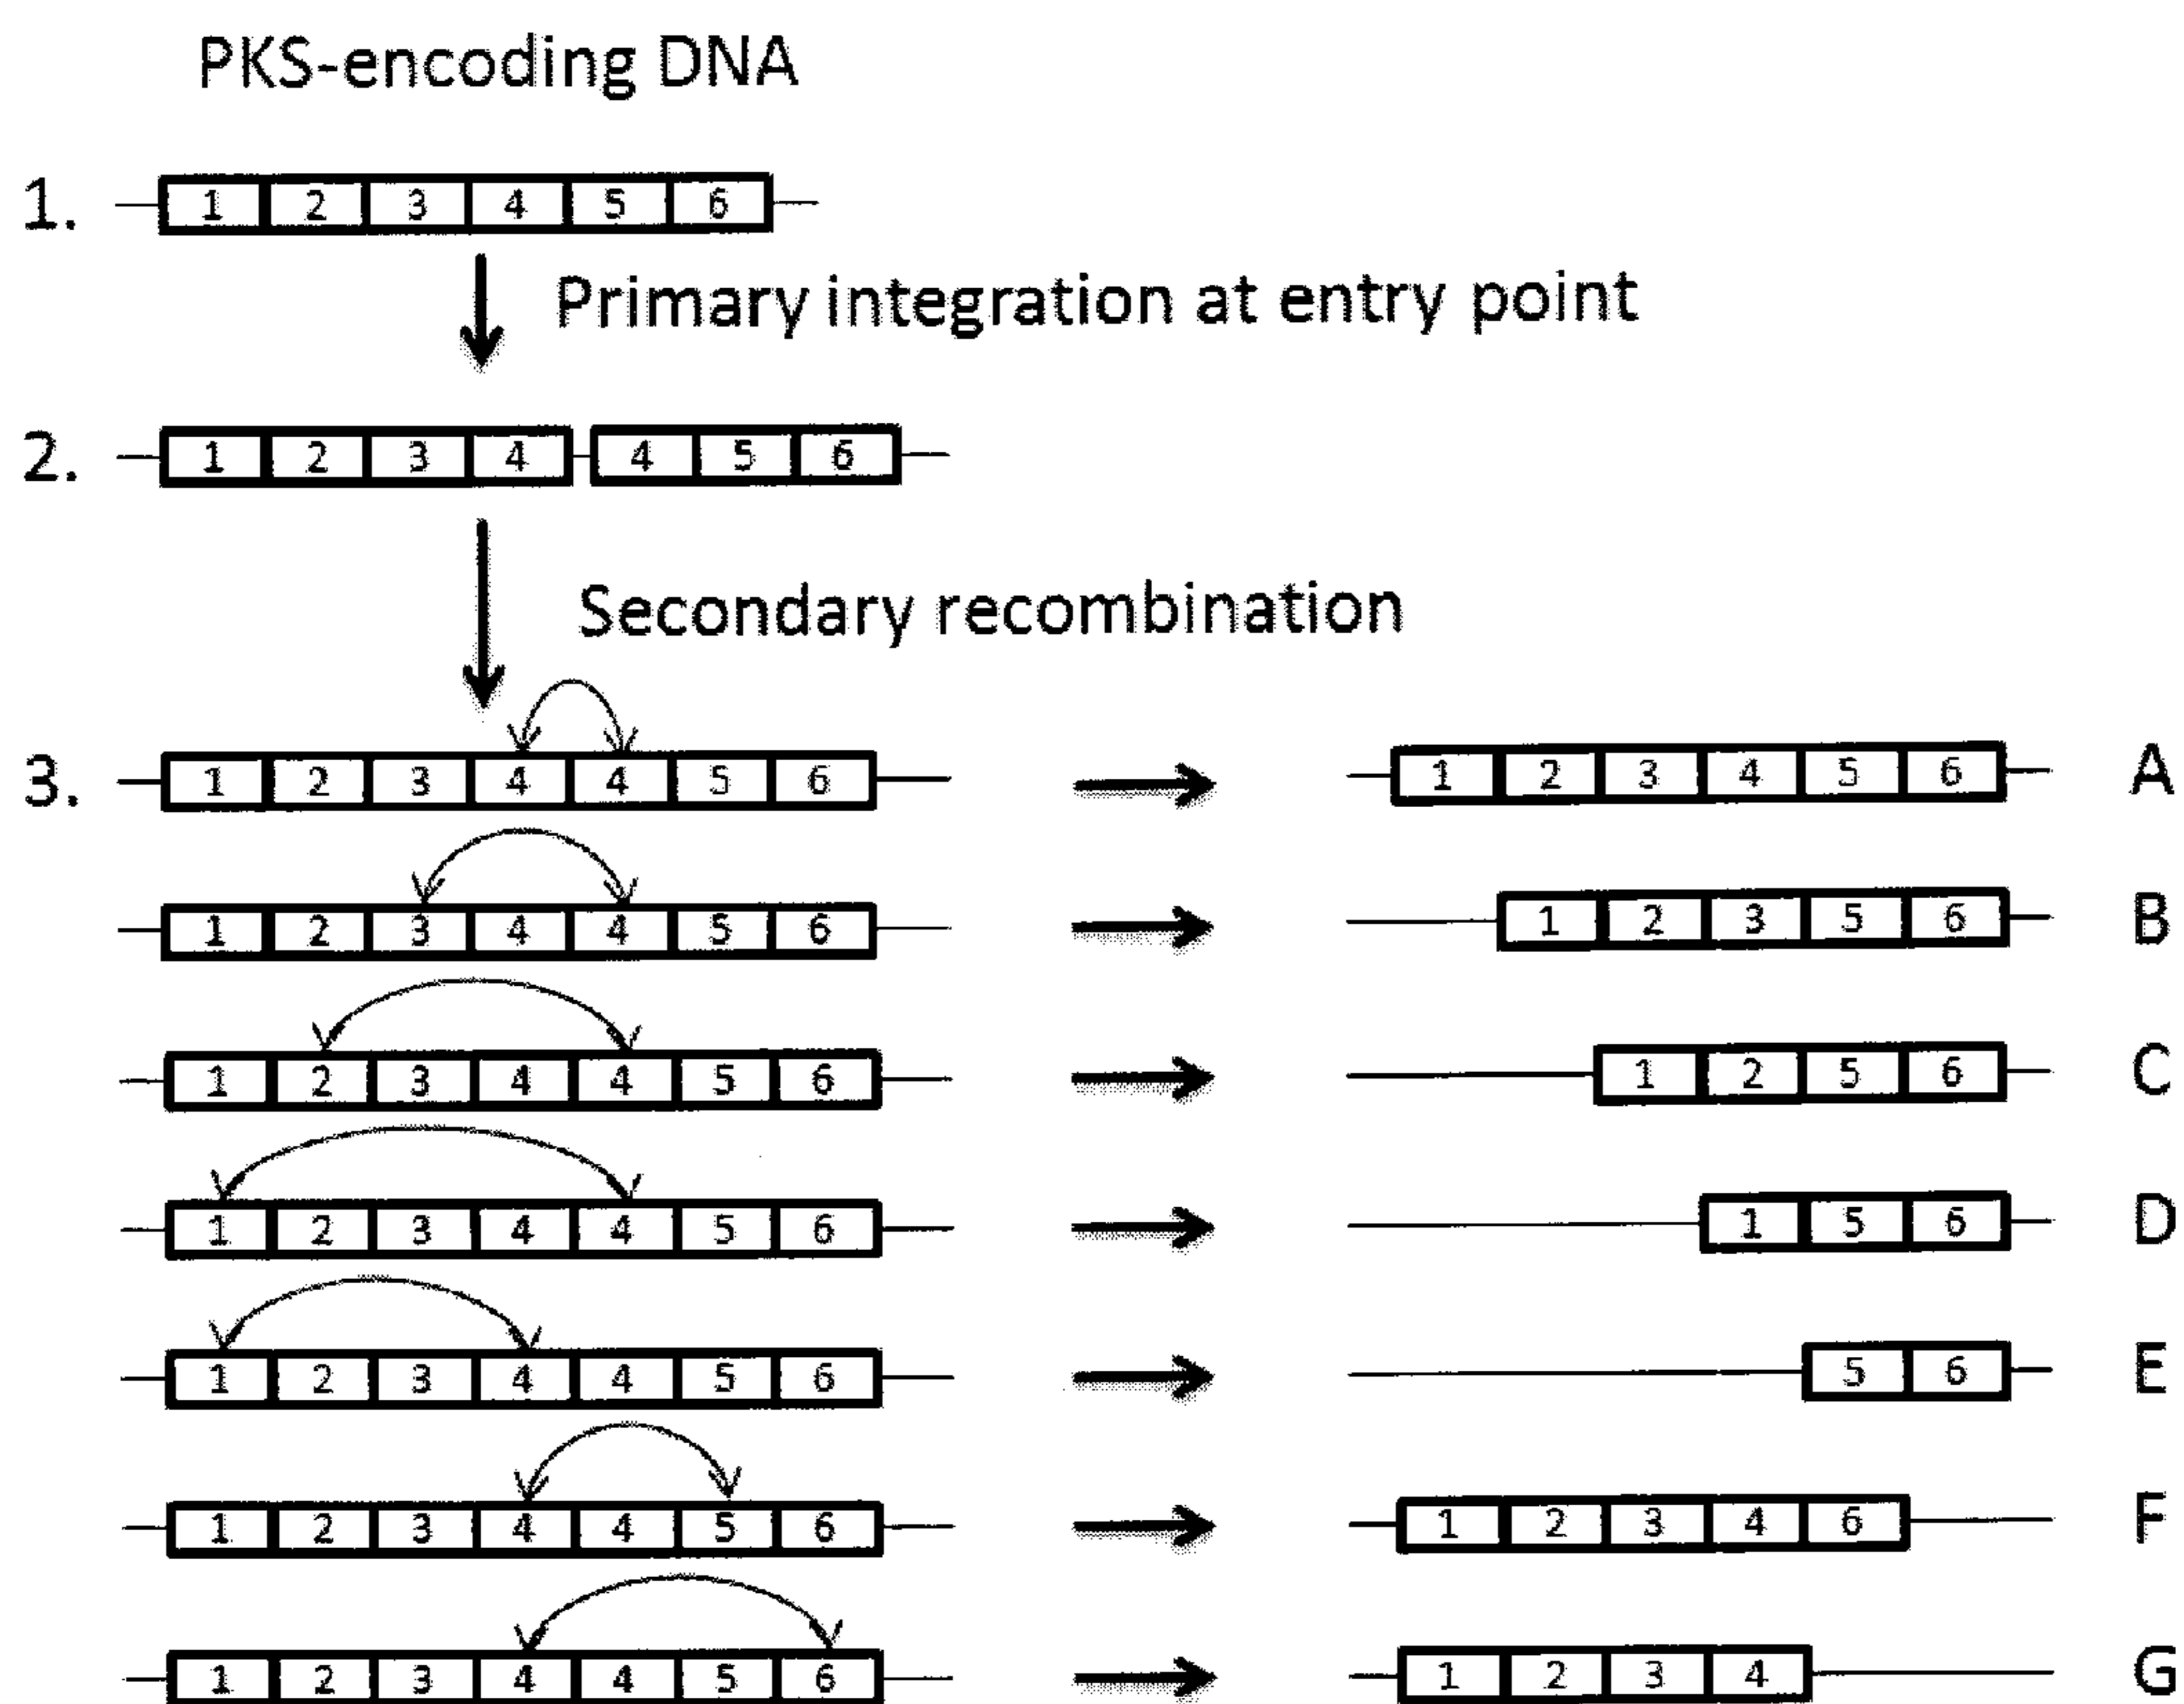 PKS-encoding DNA
1. 1 2 3 4 5 6
Primary integration at entry point
2. 1 2 3 4 4 5 6
Secondary recombination
3. 1 2 3 4 4 5 6 1 2 3 4 5 6 A
1 2 3 4 4 5 6 1 2 3 5 6 B
1 2 3 4 4 5 6 1 2 5 6 C
1 2 3 4 4 5 6 1 5 6 D
1 2 3 4 4 5 6 5 6 E
1 2 3 4 4 5 6 1 2 3 4 6 F
1 2 3 4 4 5 6 1 2 3 4 G